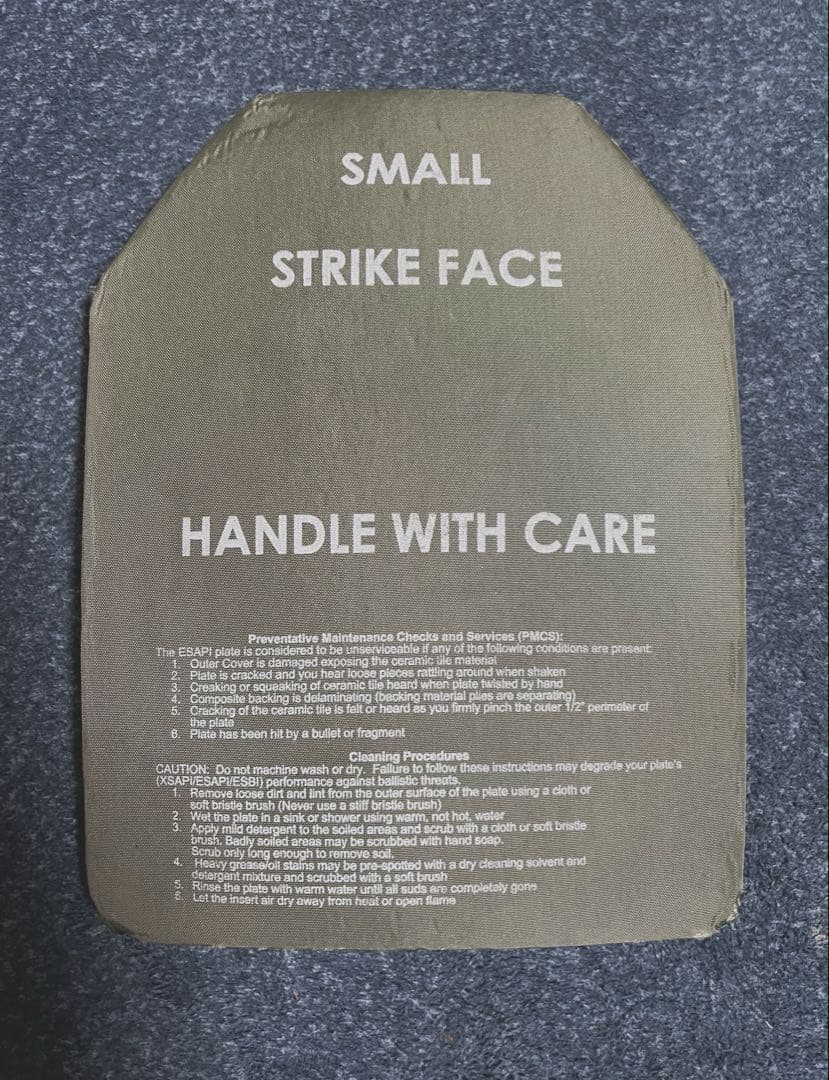 SMALL
STRIKE FACE
HANDLE WITH CARE
Preventative Maintenance Checks and Services (PMCS):
The ESAPI plate is considered to be unserviceable if any of the following conditions are present:
1. Outer Cover is damaged exposing the ceramic tile material
2. Plate is cracked and you hear loose pieces rattling around when shaken
3. Creaking or squeaking of ceramic tile heard when plate twisted by hand
4. Composite backing is delaminating (backing material plies are separating)
5. Cracking of the ceramic tile is felt or heard as you firmly pinch the outer 1/2" perimeter of
the plate
6. Plate has been hit by a bullet or fragment
Cleaning Procedures
CAUTION: Do not machine wash or dry. Failure to follow these instructions may degrade your plate's
(XSAPI/ESAPI/ESBI) performance against ballistic threats.
1. Remove loose dirt and lint from the outer surface of the plate using a cloth or
soft bristle brush (Never use a stiff bristle brush)
2. Wet the plate in a sink or shower using warm, not hot, water
3. Apply mild detergent to the soiled areas and scrub with a cloth or soft bristle
brush. Badly soiled areas may be scrubbed with hand soap.
Scrub only long enough to remove soil.
4. Heavy grease/oil stains may be pre-spotted with a dry cleaning solvent and
detergent mixture and scrubbed with a soft brush
5. Rinse the plate with warm water until all suds are completely gone
6. Let the insert air dry away from heat or open flame